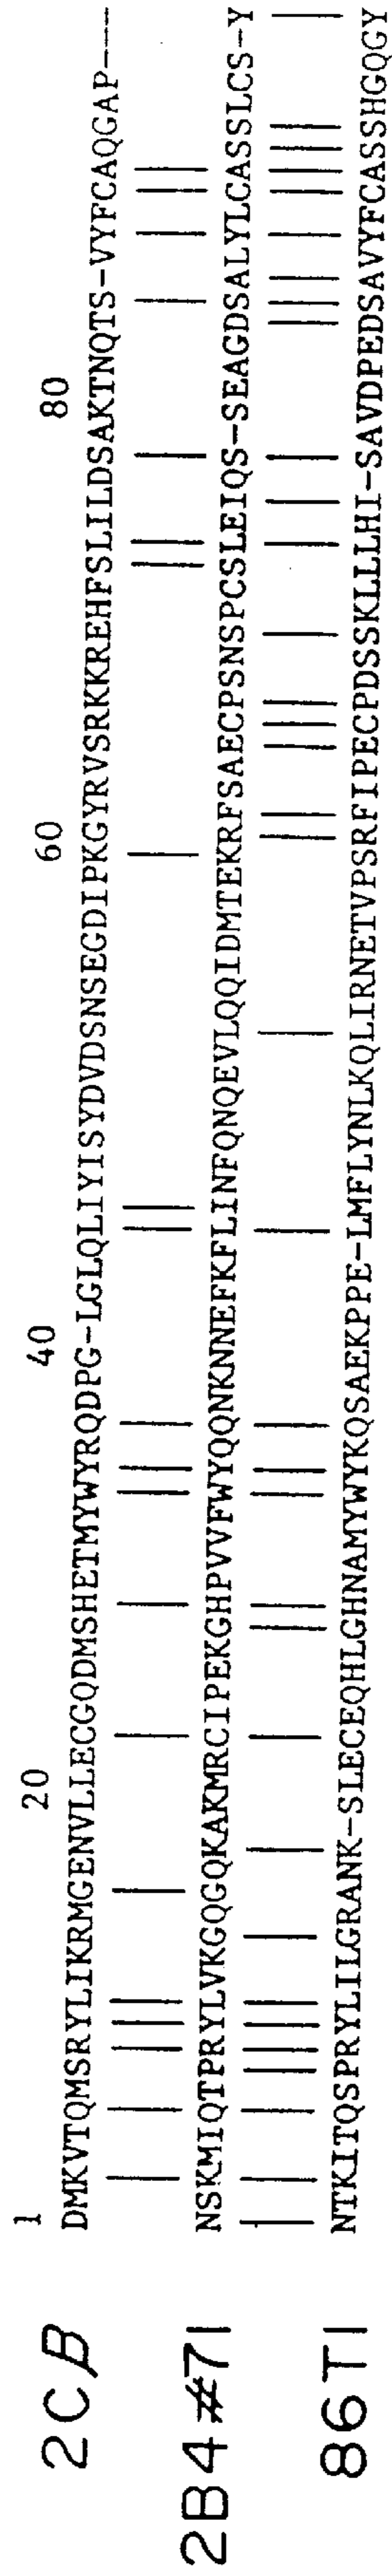 1 20 40 60 80
2Cβ DMKVTQMSRYLIKRMGENVLLECGQDMSHETMYWYRQDPG-LGLQLIYISYDVDSNSEGDIPKGYRVSRKKREHFSLILDSAKTNQTS-VYFCAQGAP----
2B4#71 NSKMIQTPRYLVKGQGQKAKMRCIPEKGHPVVFWYQQNKNNEFKFLINFQNQEVLQQIDMTEKRFSAECPSNSPCSLEIQS-SEAGDSALYLCASSLCS-Y
86T1 NTKITQSPRYLILGRANK-SLECEQHLGHNAMYWYKQSAEKPPE-LMFLYNLKQLIRNETVPSRFIPECPDSSKLLLHI-SAVDPEDSAVYFCASSHGQGY